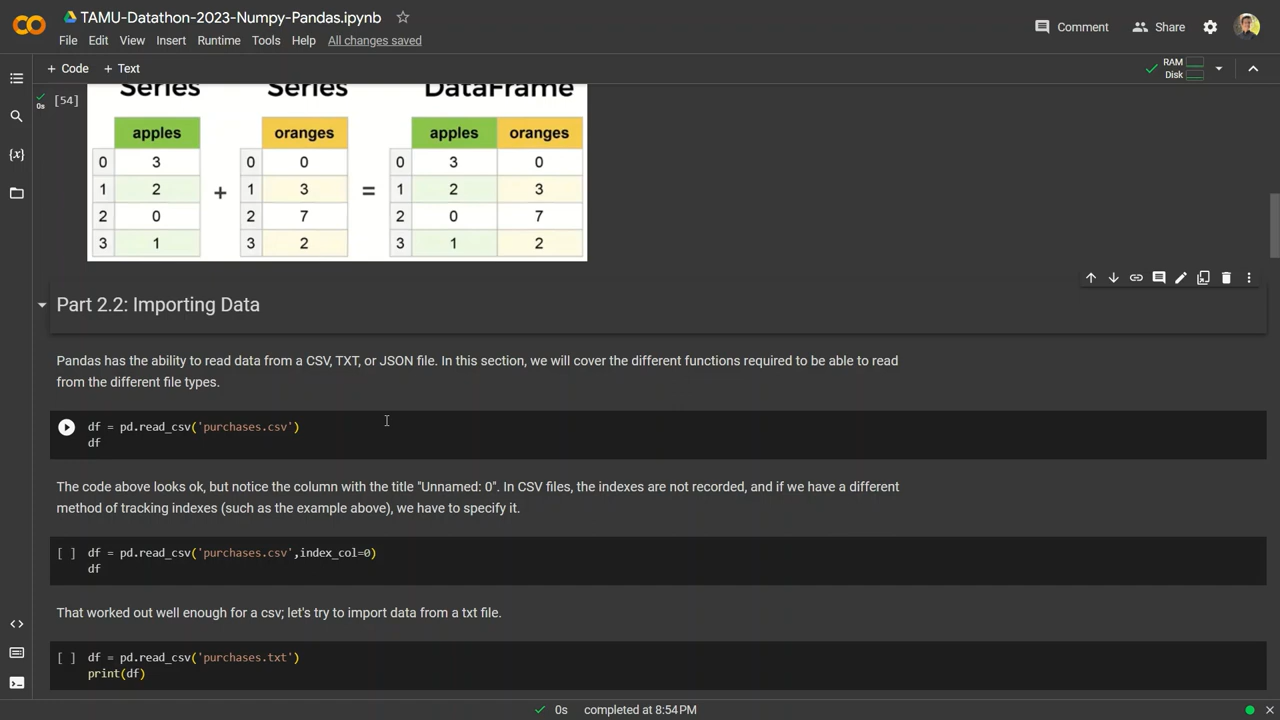 TAMU-Datathon-2023-Numpy-Pandas.ipynb
File Edit View Insert Runtime Tools Help All changes saved
Comment Share
+ Code + Text
RAM
Disk
[54]
0s
Series Series DataFrame
apples oranges apples oranges
0 3 0 0 0 3 0
1 2 + 1 3 = 1 2 3
2 0 2 7 2 0 7
3 1 3 2 3 1 2
Part 2.2: Importing Data
Pandas has the ability to read data from a CSV, TXT, or JSON file. In this section, we will cover the different functions required to be able to read
from the different file types.
df = pd.read_csv('purchases.csv')
df
The code above looks ok, but notice the column with the title "Unnamed: 0". In CSV files, the indexes are not recorded, and if we have a different
method of tracking indexes (such as the example above), we have to specify it.
[ ] df = pd.read_csv('purchases.csv',index_col=0)
df
That worked out well enough for a csv; let's try to import data from a txt file.
[ ] df = pd.read_csv('purchases.txt')
print(df)
0s completed at 8:54PM